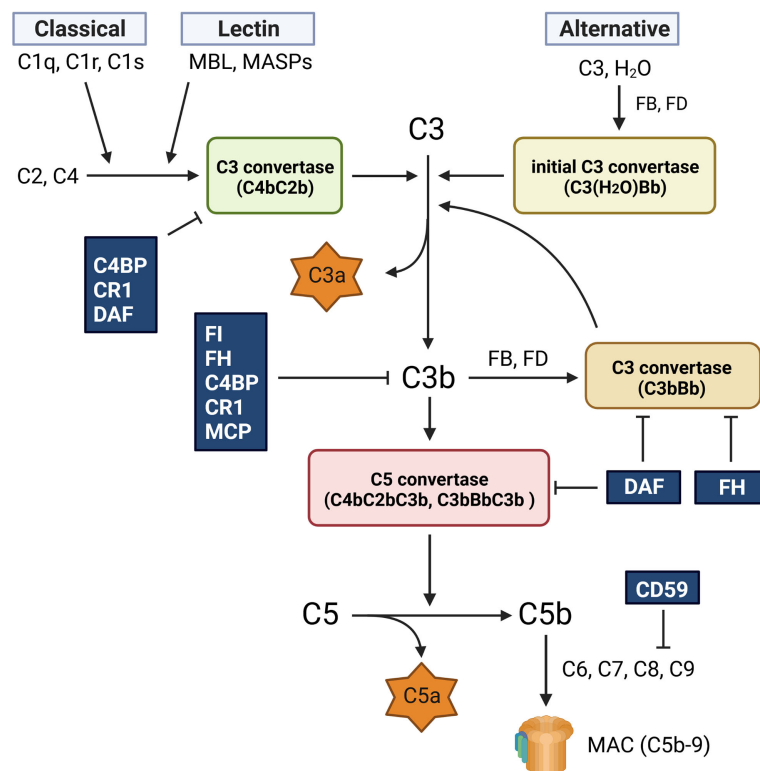 Classical
Lectin
Alternative
C1q, C1r, C1s
MBL, MASPs
C3, H₂O
FB, FD
C3
C2, C4
C3 convertase
(C4bC2b)
initial C3 convertase
(C3(H₂O)Bb)
C4BP
CR1
DAF
C3a
FI
FH
C4BP
CR1
MCP
C3b
FB, FD
C3 convertase
(C3bBb)
C5 convertase
(C4bC2bC3b, C3bBbC3b )
DAF
FH
CD59
C5
C5b
C6, C7, C8, C9
C5a
MAC (C5b-9)